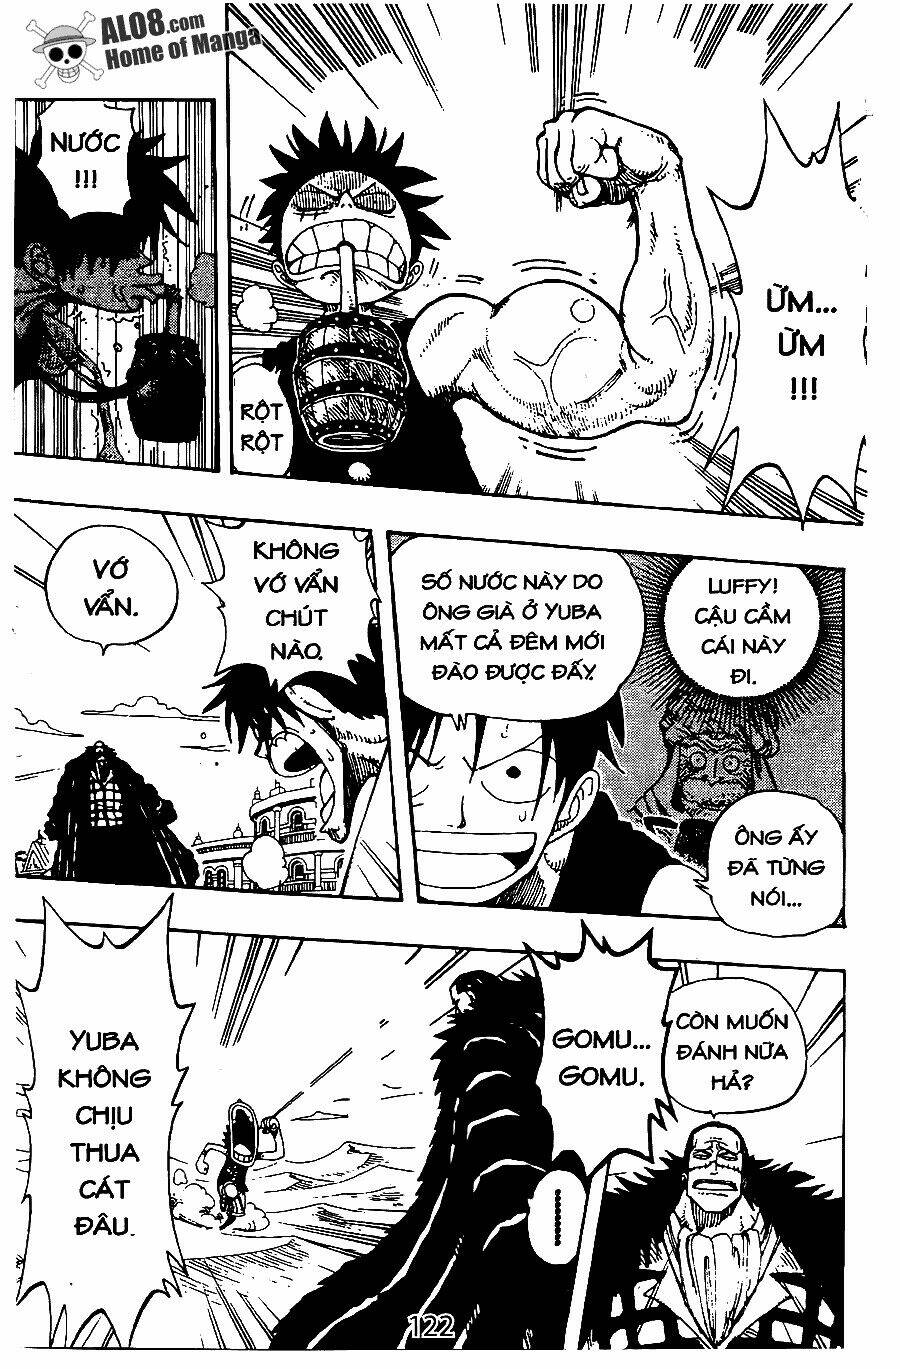 AL08.com
Home of Manga
ỪM...
ỪM
!!!
RỘT
RỘT
NƯỚC
!!!
LUFFY!
CẬU CẦM
CÁI NÀY
ĐI.
ÔNG ẤY
ĐÃ TỪNG
NÓI...
SỐ NƯỚC NÀY DO
ÔNG GIÀ Ở YUBA
MẤT CẢ ĐÊM MỚI
ĐÀO ĐƯỢC ĐẤY.
KHÔNG
VỚ VẨN
CHÚT
NÀO.
VỚ
VẨN.
CÒN MUỐN
ĐÁNH NỮA
HẢ?
GOMU...
GOMU.
..........
YUBA
KHÔNG
CHỊU
THUA
CÁT
ĐÂU.
122